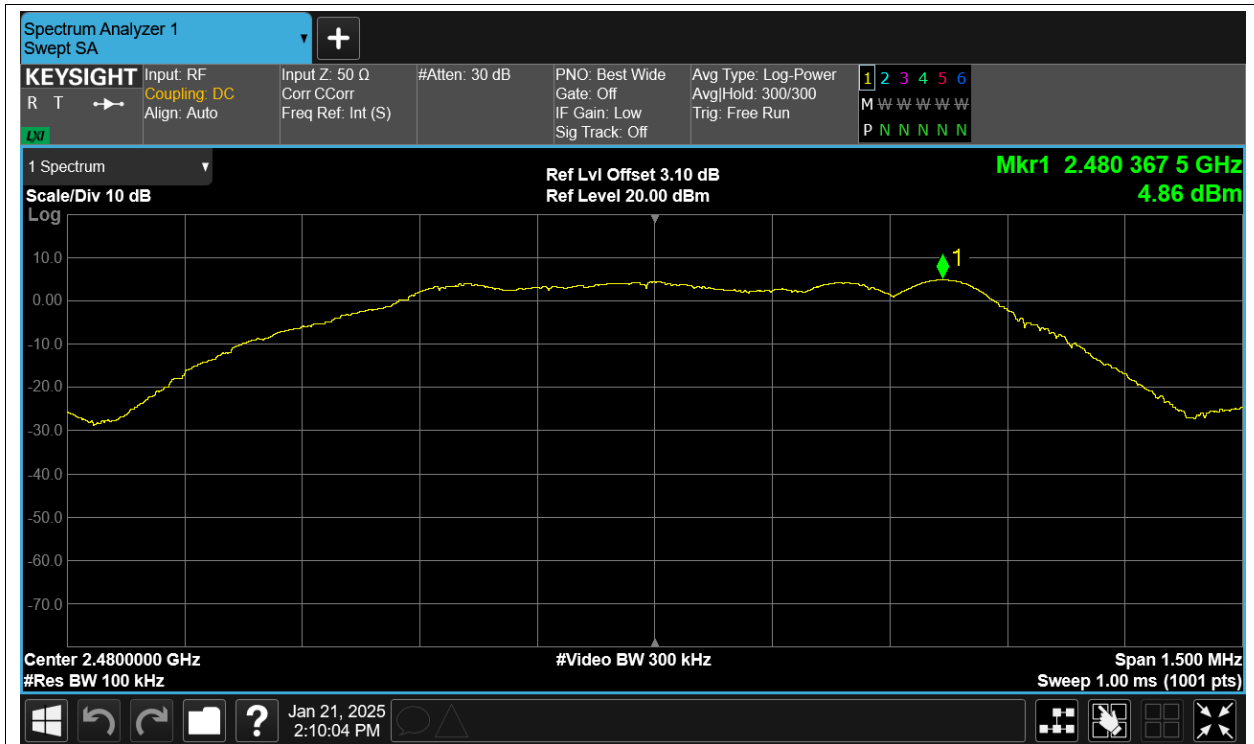 Spectrum Analyzer 1
Swept SA
KEYSIGHT
R T
LXI
Input: RF
Coupling: DC
Align: Auto
Input Z: 50 Ω
Corr CCorr
Freq Ref: Int (S)
#Atten: 30 dB
PNO: Best Wide
Gate: Off
IF Gain: Low
Sig Track: Off
Avg Type: Log-Power
Avg|Hold: 300/300
Trig: Free Run
1 2 3 4 5 6
M W W W W W
P N N N N N
1 Spectrum
Scale/Div 10 dB
Log
Ref Lvl Offset 3.10 dB
Ref Level 20.00 dBm
Mkr1 2.480 367 5 GHz
4.86 dBm
1
10.0
0.00
-10.0
-20.0
-30.0
-40.0
-50.0
-60.0
-70.0
Center 2.4800000 GHz
#Res BW 100 kHz
#Video BW 300 kHz
Span 1.500 MHz
Sweep 1.00 ms (1001 pts)
?
Jan 21, 2025
2:10:04 PM